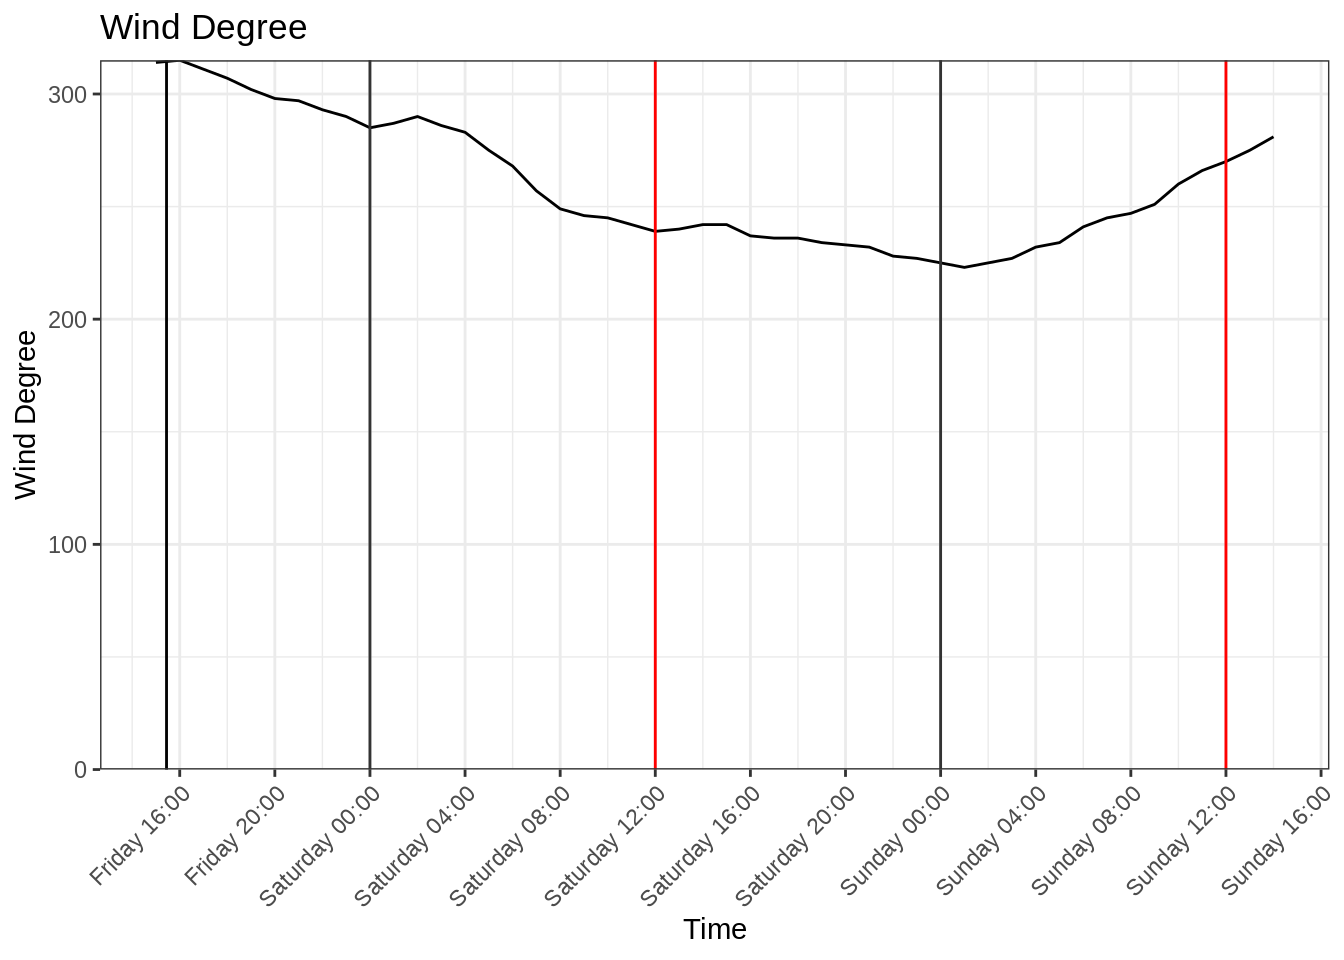 Wind Degree
Wind Degree
300
200
100
0
Friday 16:00
Friday 20:00
Saturday 00:00
Saturday 04:00
Saturday 08:00
Saturday 12:00
Saturday 16:00
Saturday 20:00
Sunday 00:00
Sunday 04:00
Sunday 08:00
Sunday 12:00
Sunday 16:00
Time